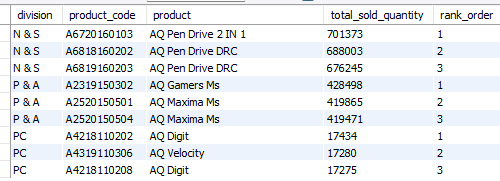 division product_code product total_sold_quantity rank_order
N & S A6720160103 AQ Pen Drive 2 IN 1 701373 1
N & S A6818160202 AQ Pen Drive DRC 688003 2
N & S A6819160203 AQ Pen Drive DRC 676245 3
P & A A2319150302 AQ Gamers Ms 428498 1
P & A A2520150501 AQ Maxima Ms 419865 2
P & A A2520150504 AQ Maxima Ms 419471 3
PC A4218110202 AQ Digit 17434 1
PC A4319110306 AQ Velocity 17280 2
PC A4218110208 AQ Digit 17275 3